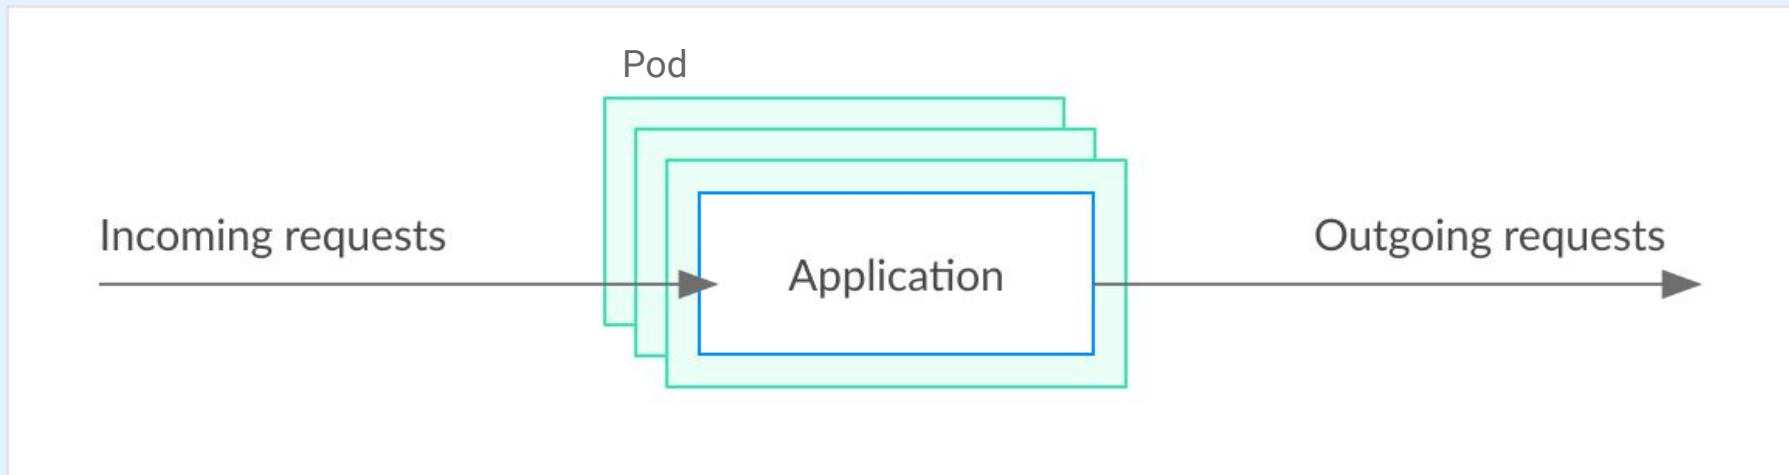 Pod
Incoming requests
Application
Outgoing requests